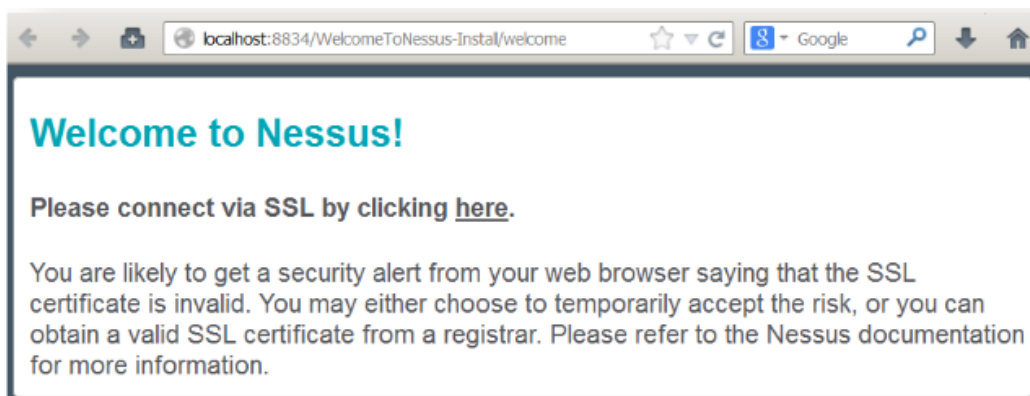 localhost:8834/WelcomeToNessus-Instal/welcome
Google
Welcome to Nessus!
Please connect via SSL by clicking here.
You are likely to get a security alert from your web browser saying that the SSL
certificate is invalid. You may either choose to temporarily accept the risk, or you can
obtain a valid SSL certificate from a registrar. Please refer to the Nessus documentation
for more information.